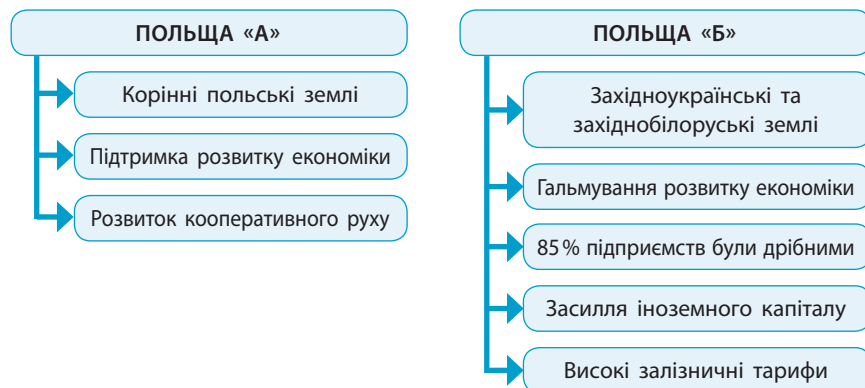 ПОЛЬЩА «А»
Корінні польські землі
Підтримка розвитку економіки
Розвиток кооперативного руху
ПОЛЬЩА «Б»
Західноукраїнські та
західнобілоруські землі
Гальмування розвитку економіки
85 % підприємств були дрібними
Засилля іноземного капіталу
Високі залізничні тарифи